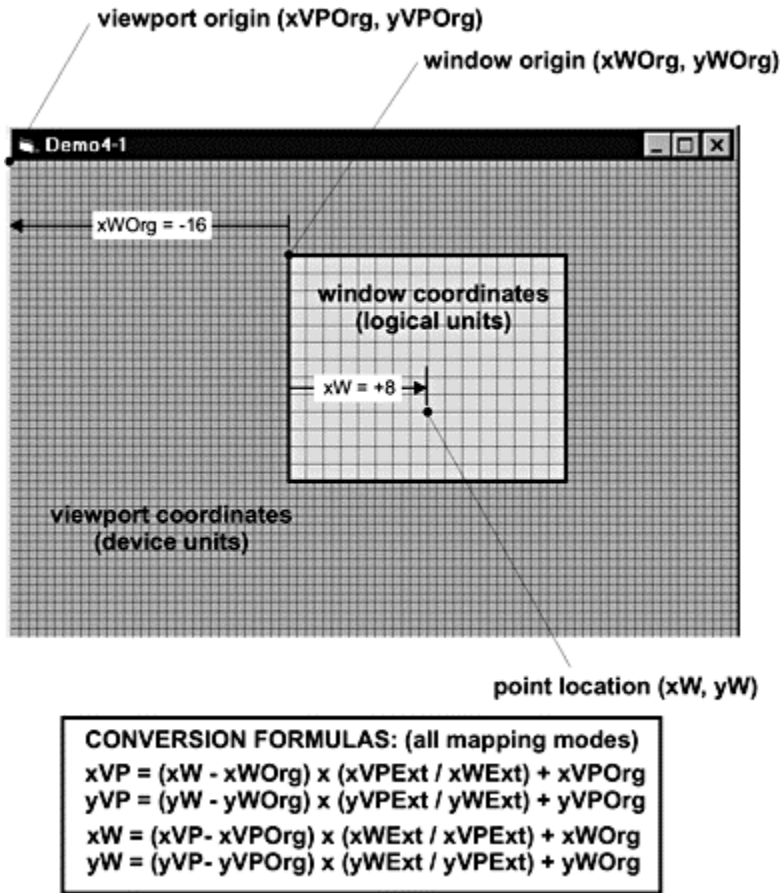 viewport origin (xVPOrg, yVPOrg)
window origin (xWOrg, yWOrg)
Demo4-1
xWOrg = -16
window coordinates
(logical units)
xW = +8
viewport coordinates
(device units)
point location (xW, yW)
CONVERSION FORMULAS: (all mapping modes)
xVP = (xW - xWOrg) x (xVPExt / xWExt) + xVPOrg
yVP = (yW - yWOrg) x (yVPExt / yWExt) + yVPOrg
xW = (xVP- xVPOrg) x (xWExt / xVPExt) + xWOrg
yW = (yVP- yVPOrg) x (yWExt / yVPExt) + yWOrg